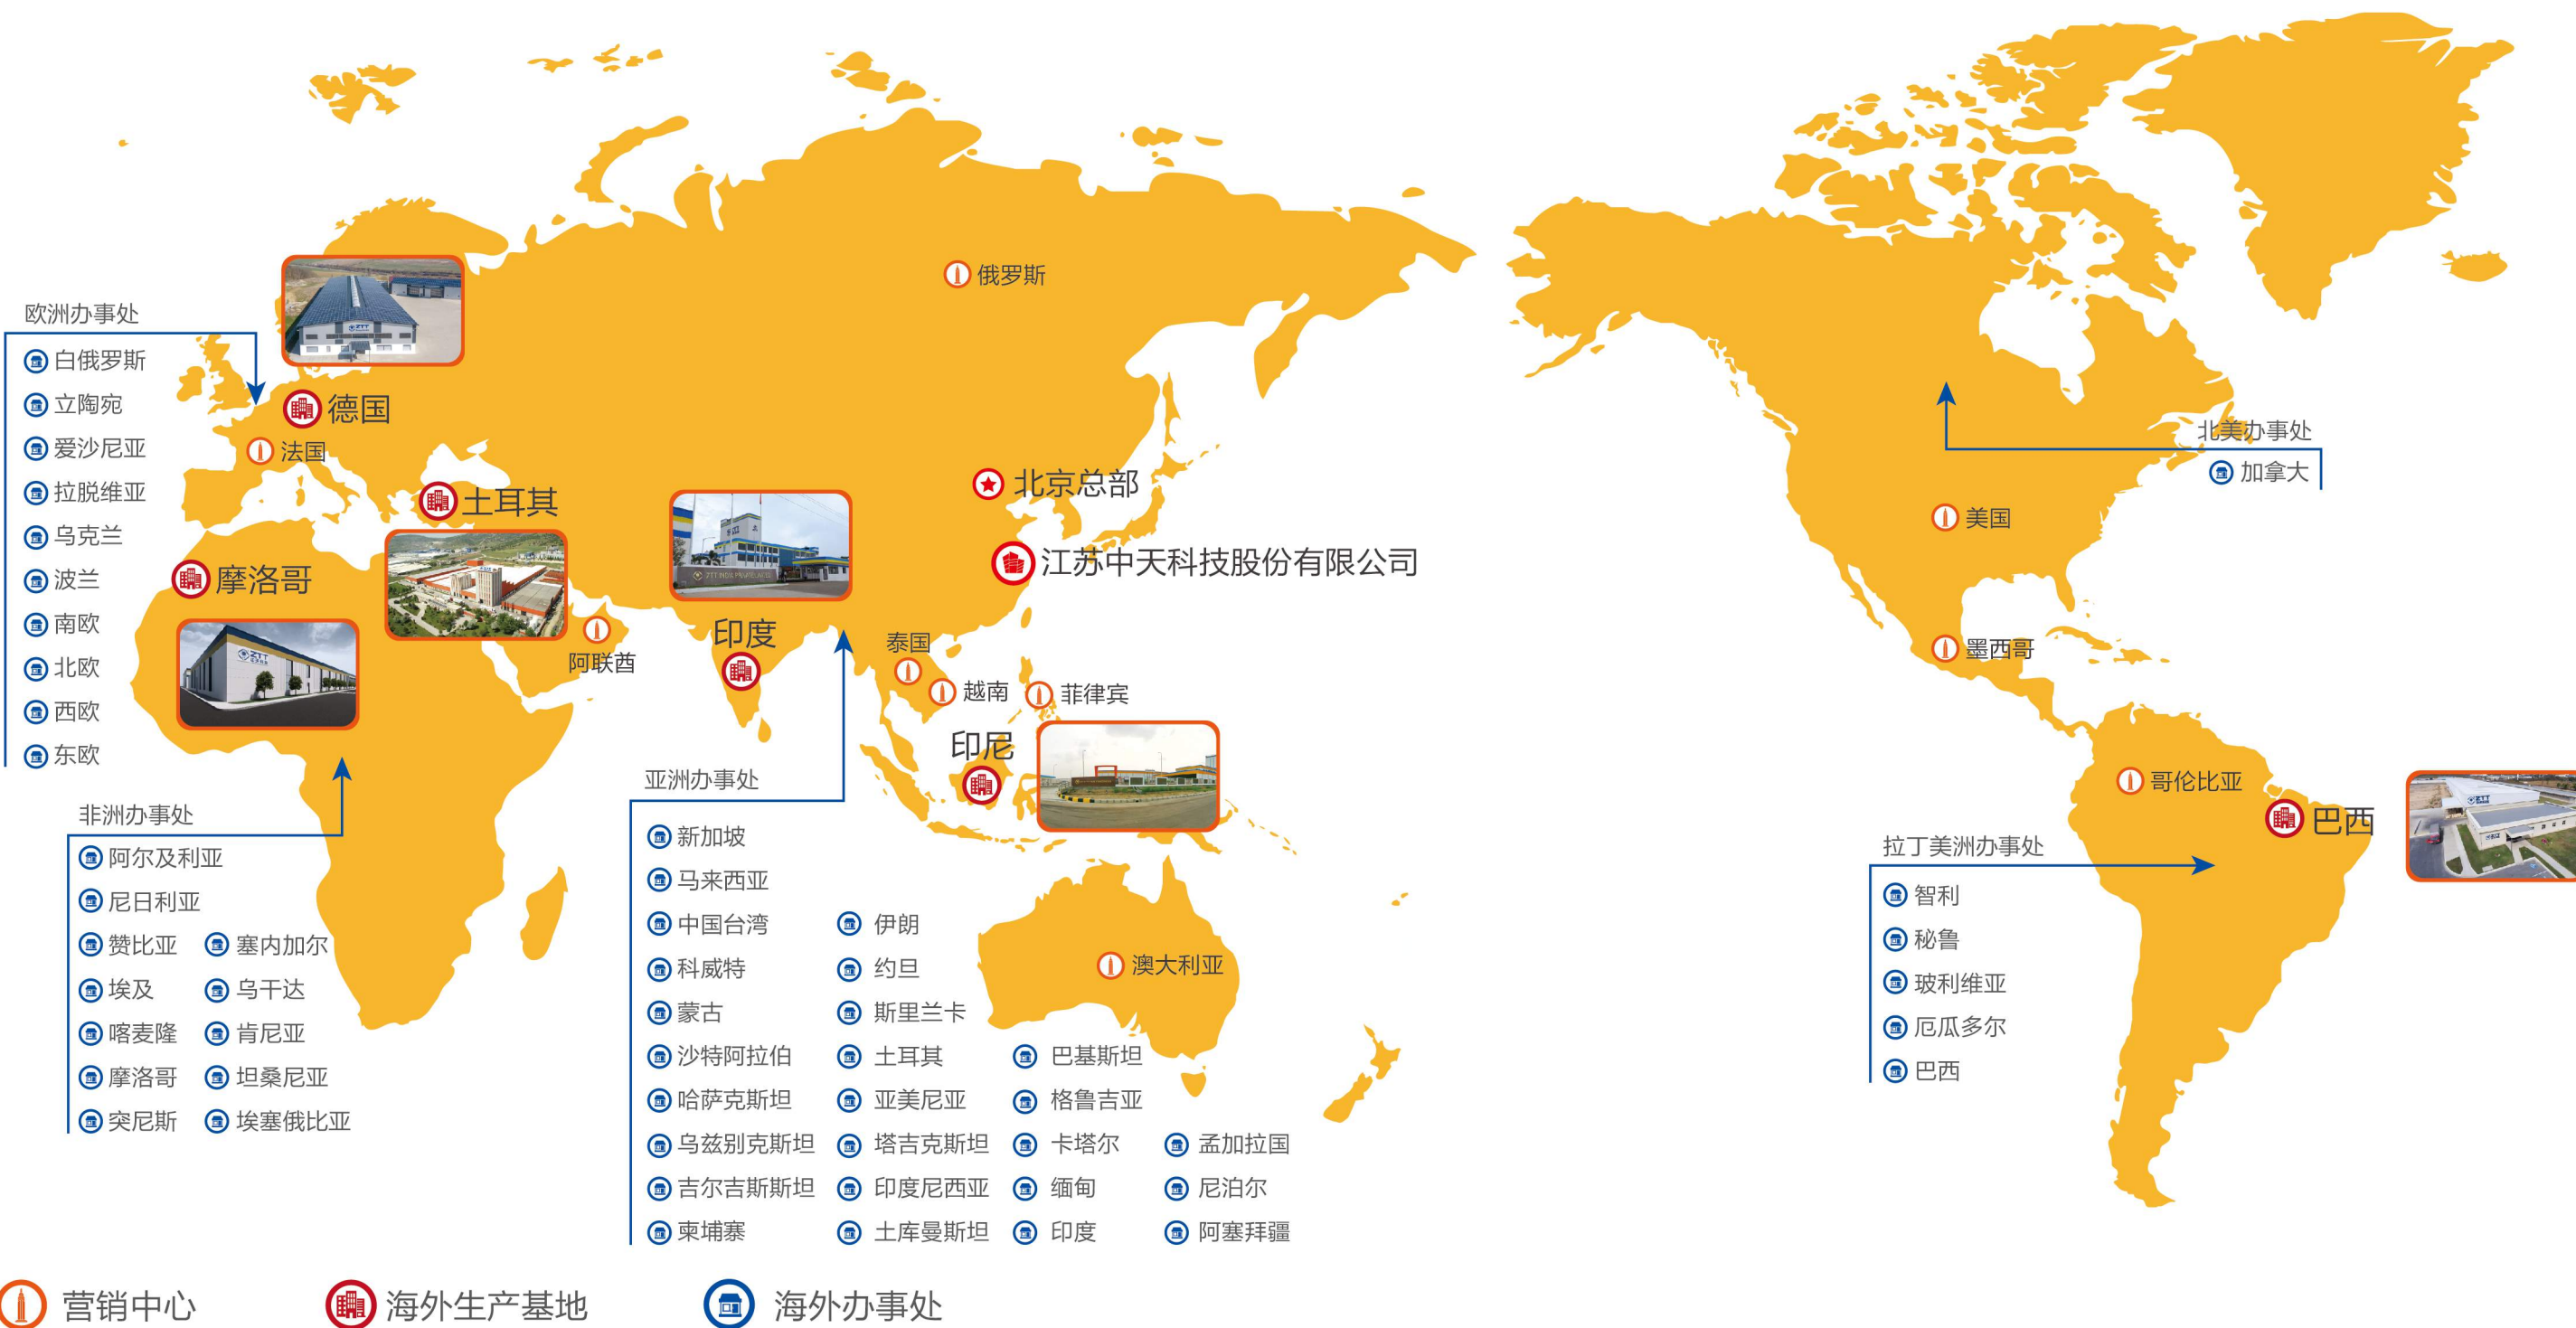 俄罗斯
欧洲办事处
白俄罗斯
立陶宛
爱沙尼亚
拉脱维亚
乌克兰
波兰
南欧
北欧
西欧
东欧
ZTT
德国
法国
土耳其
摩洛哥
ZTT
阿联酋
印度
北京总部
江苏中天科技股份有限公司
泰国
越南
菲律宾
印尼
澳大利亚
非洲办事处
阿尔及利亚
尼日利亚
赞比亚 塞内加尔
埃及 乌干达
喀麦隆 肯尼亚
摩洛哥 坦桑尼亚
突尼斯 埃塞俄比亚
亚洲办事处
新加坡
马来西亚
中国台湾 伊朗
科威特 约旦
蒙古 斯里兰卡
沙特阿拉伯 土耳其 巴基斯坦
哈萨克斯坦 亚美尼亚 格鲁吉亚
乌兹别克斯坦 塔吉克斯坦 卡塔尔 孟加拉国
吉尔吉斯斯坦 印度尼西亚 缅甸 尼泊尔
柬埔寨 土库曼斯坦 印度 阿塞拜疆
北美办事处
加拿大
美国
墨西哥
哥伦比亚
巴西
ZTT
拉丁美洲办事处
智利
秘鲁
玻利维亚
厄瓜多尔
巴西
营销中心 海外生产基地 海外办事处